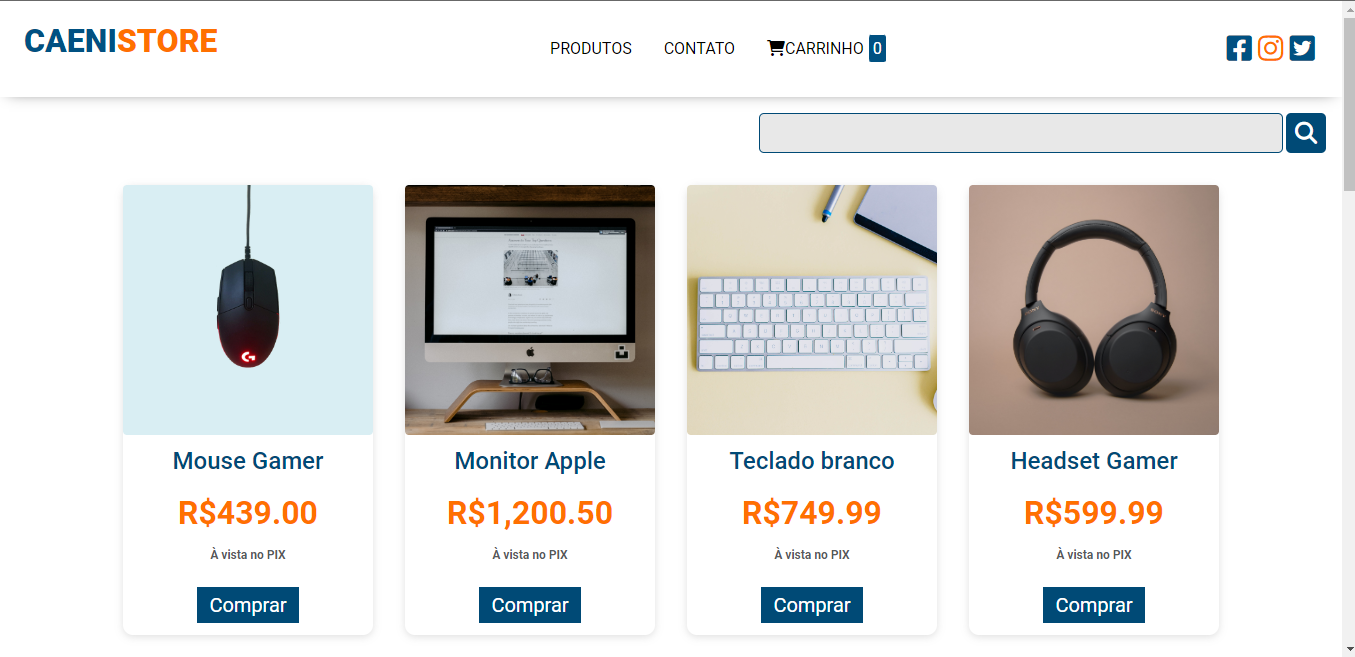 CAENISTORE
PRODUTOS CONTATO CARRINHO 0
Mouse Gamer
R$439.00
À vista no PIX
Comprar
Monitor Apple
R$1,200.50
À vista no PIX
Comprar
Teclado branco
R$749.99
À vista no PIX
Comprar
Headset Gamer
R$599.99
À vista no PIX
Comprar